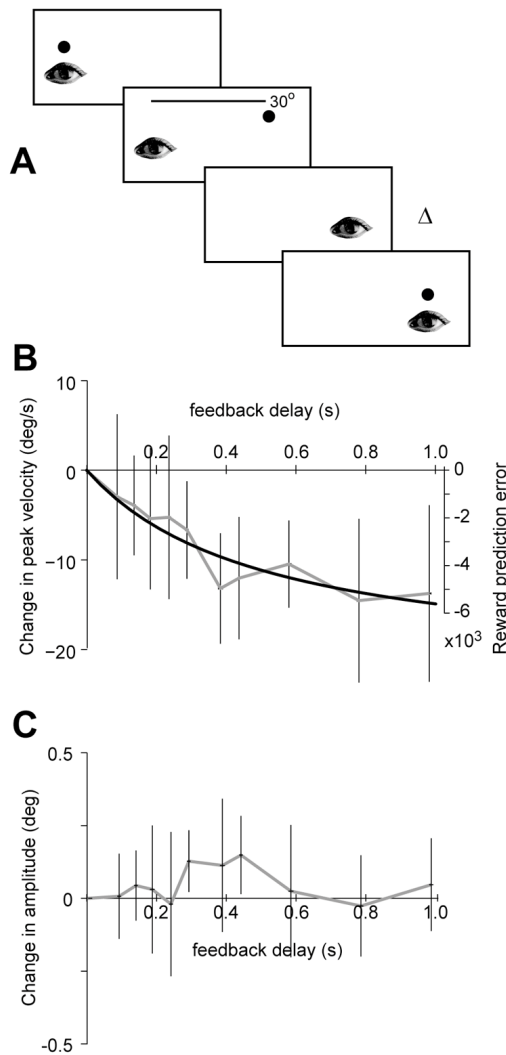 30°
A
Δ
B
10
0
-10
-20
Change in peak velocity (deg/s)
feedback delay (s)
0.2 0.4 0.6 0.8 1.0
0
-2
-4
-6
x10³
Reward prediction error
C
0.5
0
-0.5
Change in amplitude (deg)
0.2 0.4 0.6 0.8 1.0
feedback delay (s)